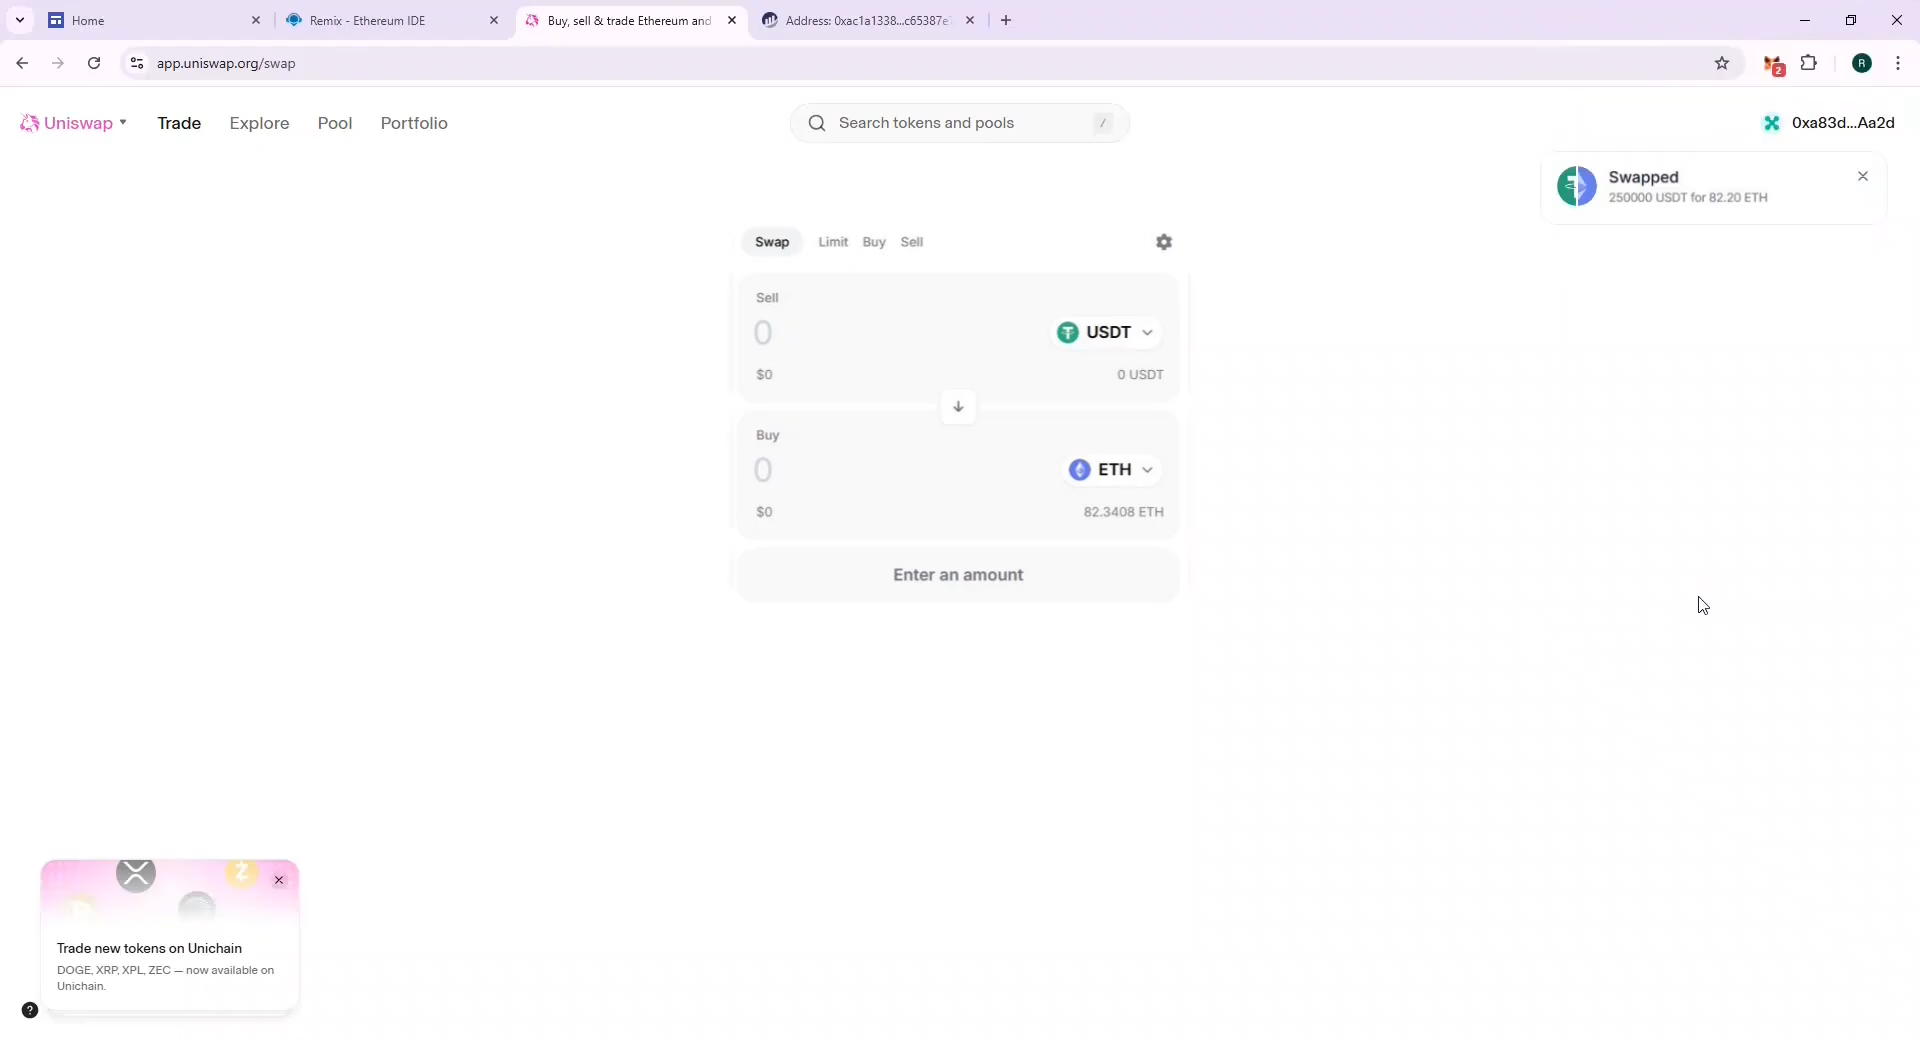 Home
Remix - Ethereum IDE
Buy, sell & trade Ethereum and
Address: 0xac1a1338...c65387e
app.uniswap.org/swap
2
R
Uniswap
Trade
Explore
Pool
Portfolio
Search tokens and pools
/
0xa83d...Aa2d
Swapped
250000 USDT for 82.20 ETH
Swap
Limit
Buy
Sell
Sell
0
USDT
$0
0 USDT
Buy
0
ETH
$0
82.3408 ETH
Enter an amount
Trade new tokens on Unichain
DOGE, XRP, XPL, ZEC — now available on
Unichain.
?